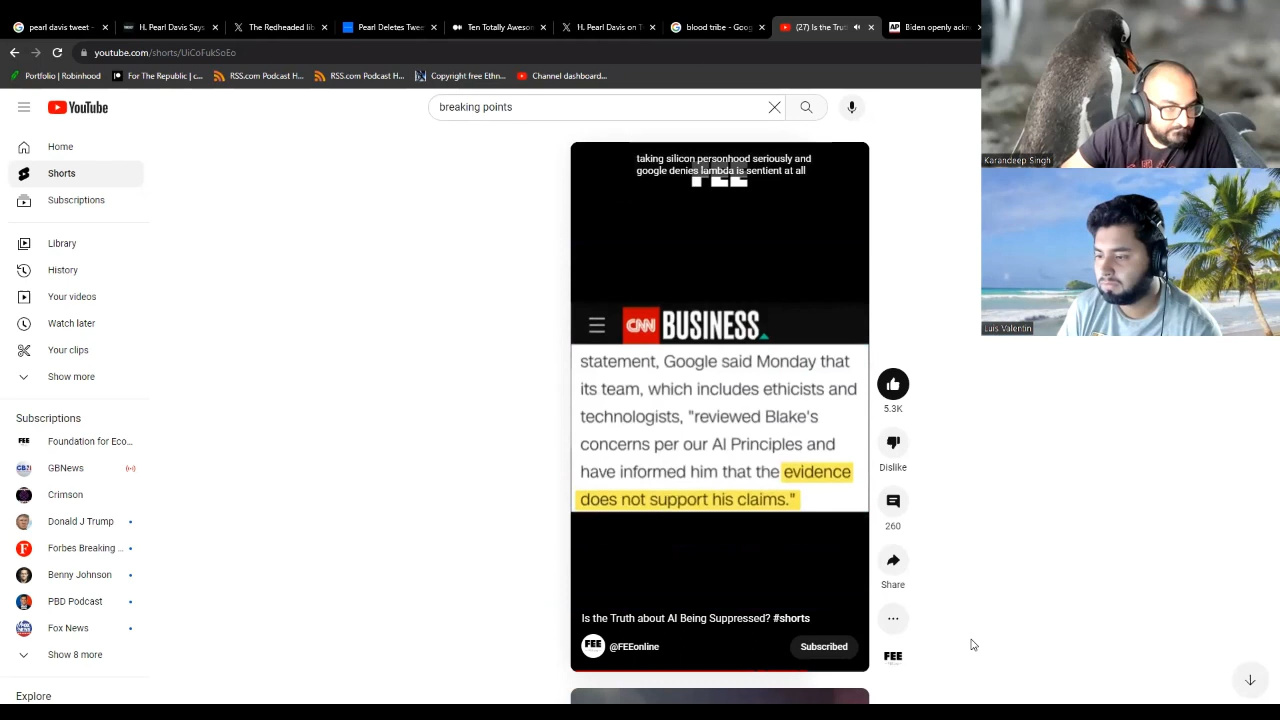 pearl davis tweet -
H. Pearl Davis Says
The Redheaded lib
Pearl Deletes Twee
Ten Totally Aweson
H. Pearl Davis on T
blood tribe - Goog
(27) Is the Trut
Biden openly ackn
youtube.com/shorts/UiCoFukSoEo
Portfolio | Robinhood
For The Republic | c...
RSS.com Podcast H...
RSS.com Podcast H...
Copyright free Ethn...
Channel dashboard...
YouTube
breaking points
Home
Shorts
Subscriptions
Library
History
Your videos
Watch later
Your clips
Show more
Subscriptions
FEE Foundation for Eco...
GBNews
Crimson
Donald J Trump
Forbes Breaking ...
Benny Johnson
PBD Podcast
Fox News
Show 8 more
Explore
taking silicon personhood seriously and
google denies lambda is sentient at all
FEE
CNN BUSINESS
statement, Google said Monday that
its team, which includes ethicists and
technologists, "reviewed Blake's
concerns per our AI Principles and
have informed him that the evidence
does not support his claims."
Is the Truth about AI Being Suppressed? #shorts
FEE @FEEonline
Subscribed
5.3K
Dislike
260
Share
FEE
Karandeep Singh
Luis Valentin